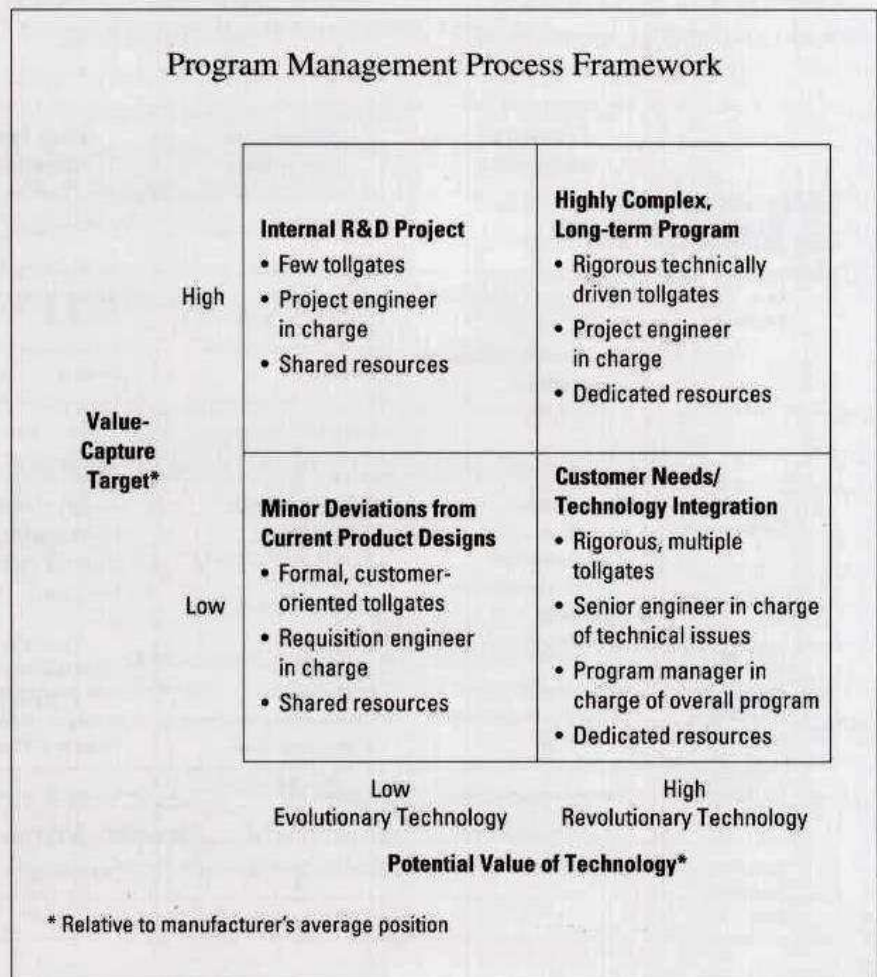 Program Management Process Framework
High
Internal R&D Project
• Few tollgates
• Project engineer
in charge
• Shared resources
Highly Complex,
Long-term Program
• Rigorous technically
driven tollgates
• Project engineer
in charge
• Dedicated resources
Value-
Capture
Target*
Low
Minor Deviations from
Current Product Designs
• Formal, customer-
oriented tollgates
• Requisition engineer
in charge
• Shared resources
Customer Needs/
Technology Integration
• Rigorous, multiple
tollgates
• Senior engineer in charge
of technical issues
• Program manager in
charge of overall program
• Dedicated resources
Low
Evolutionary Technology
High
Revolutionary Technology
Potential Value of Technology*
* Relative to manufacturer's average position